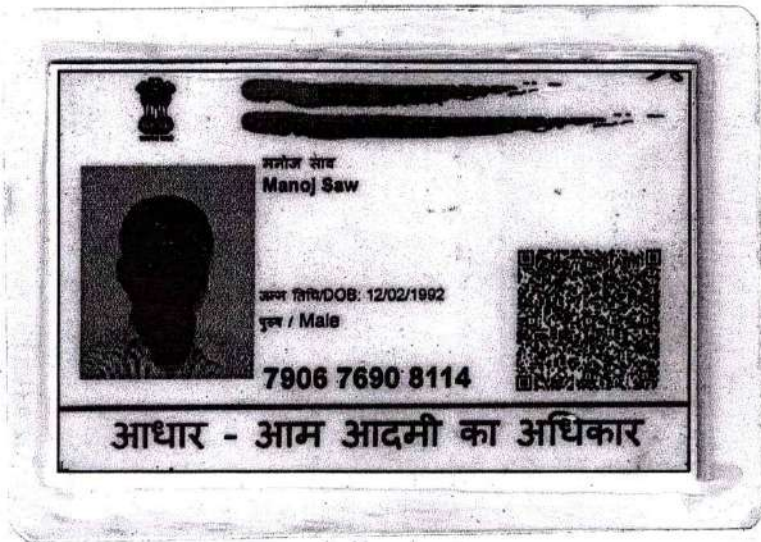 मनोज साव
Manoj Saw
जन्म तिथि/DOB: 12/02/1992
पुरुष / Male
7906 7690 8114
आधार - आम आदमी का अधिकार